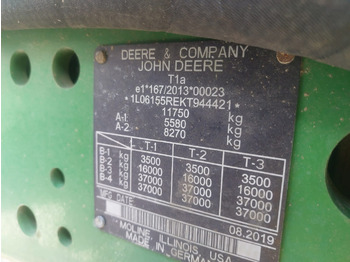 DEERE & COMPANY
JOHN DEERE
T1a
e1*167/2013*00023
*1L06155REKT944421*
11750 kg
A-1 5580 kg
A-2 8270 kg
T-1 T-2 T-3
B-1 kg 3500 3500 3500
B-2 kg 16000 16000 16000
B-3 kg 37000 37000 37000
B-4 kg 37000 37000 37000
MFG DATE 08.2019
*MOLINE, ILLINOIS, USA
MADE IN GERMANY